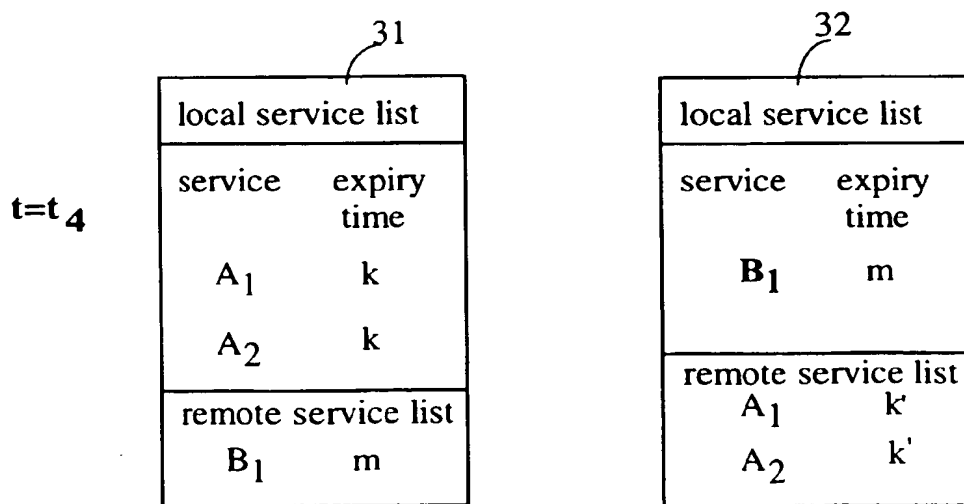 31
local service list
service expiry time
A1 k
A2 k
remote service list
B1 m
t=t4
32
local service list
service expiry time
B1 m
remote service list
A1 k'
A2 k'